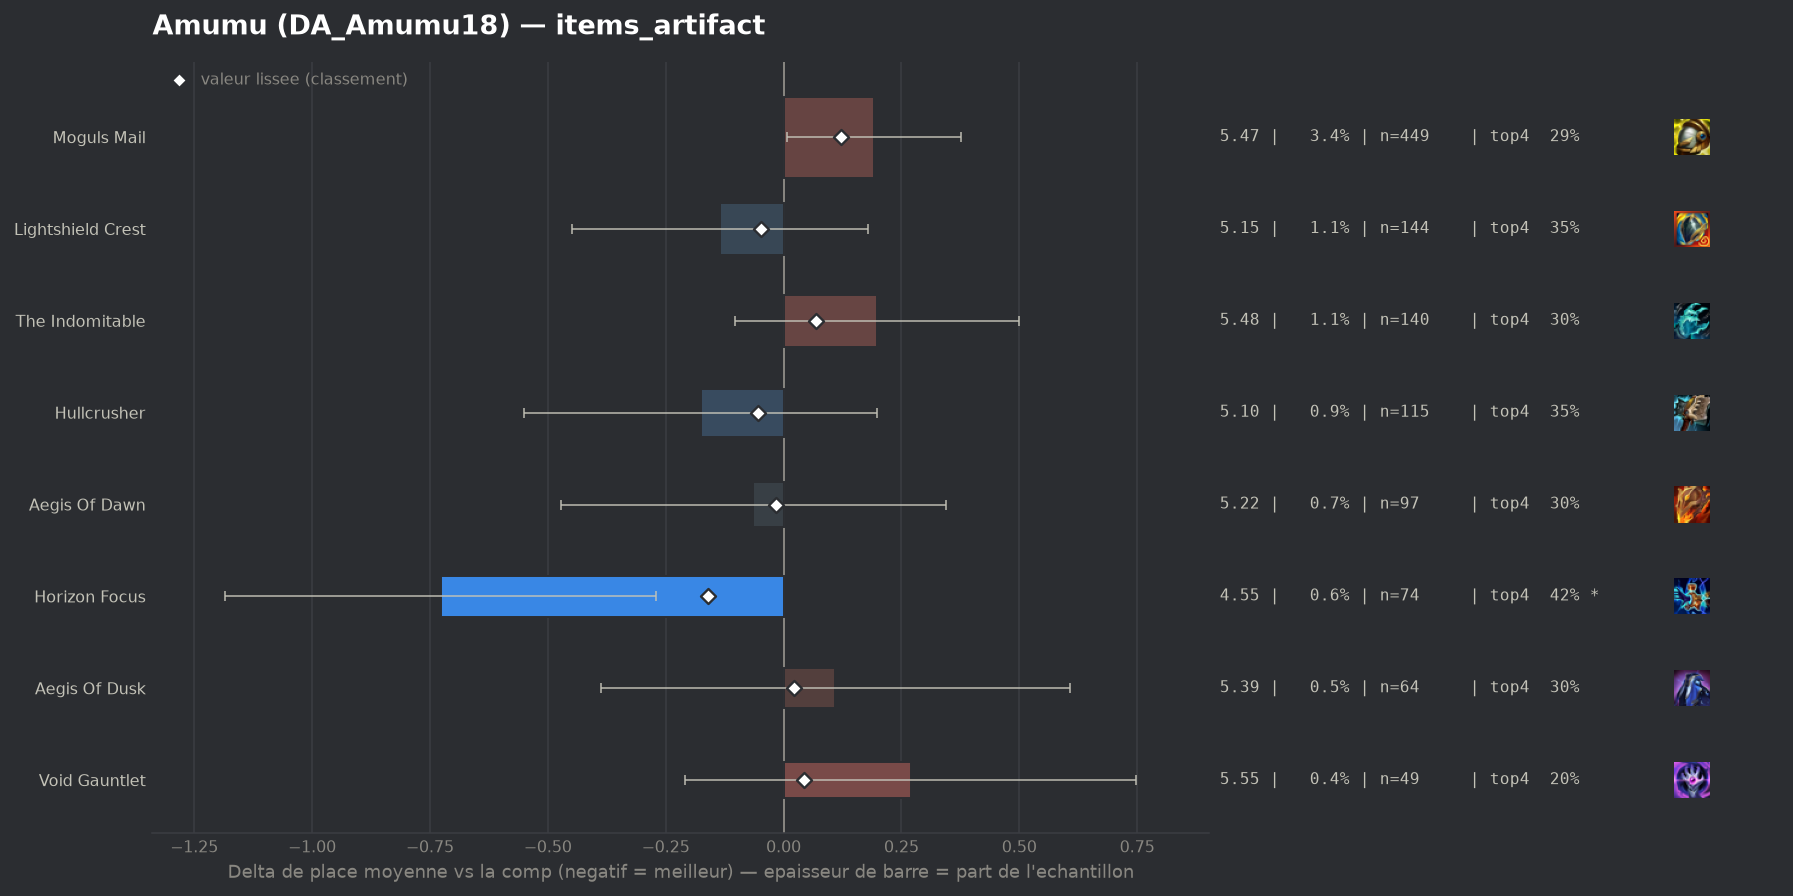 Amumu (DA_Amumu18) — items_artifact
valeur lissee (classement)
Moguls Mail 5.47 | 3.4% | n=449 | top4 29%
Lightshield Crest 5.15 | 1.1% | n=144 | top4 35%
The Indomitable 5.48 | 1.1% | n=140 | top4 30%
Hullcrusher 5.10 | 0.9% | n=115 | top4 35%
Aegis Of Dawn 5.22 | 0.7% | n=97 | top4 30%
Horizon Focus 4.55 | 0.6% | n=74 | top4 42% *
Aegis Of Dusk 5.39 | 0.5% | n=64 | top4 30%
Void Gauntlet 5.55 | 0.4% | n=49 | top4 20%
−1.25 −1.00 −0.75 −0.50 −0.25 0.00 0.25 0.50 0.75
Delta de place moyenne vs la comp (negatif = meilleur) — epaisseur de barre = part de l'echantillon